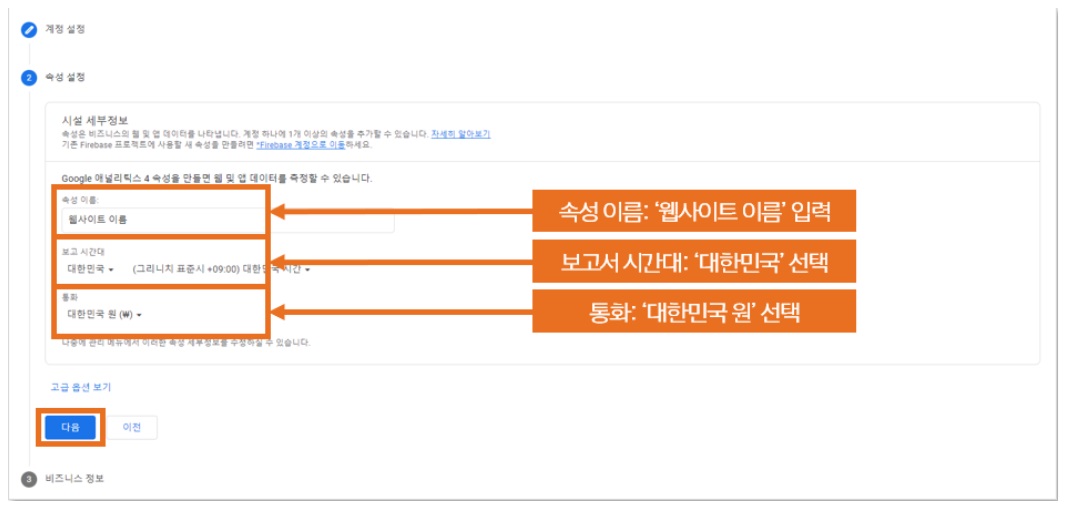 계정 설정
2 속성 설정
시설 세부정보
속성은 비즈니스의 웹 및 앱 데이터를 나타냅니다. 계정 하나에 1개 이상의 속성을 추가할 수 있습니다. 자세히 알아보기
기존 Firebase 프로젝트에 사용할 새 속성을 만들려면 *Firebase 계정으로 이동하세요.
Google 애널리틱스 4 속성을 만들면 웹 및 앱 데이터를 측정할 수 있습니다.
속성 이름:
웹사이트 이름
속성 이름: ‘웹사이트 이름’ 입력
보고 시간대
대한민국 (그리니치 표준시 +09:00) 대한민국 시간
보고서 시간대: ‘대한민국’ 선택
통화
대한민국 원 (₩)
통화: ‘대한민국 원’ 선택
나중에 관리 메뉴에서 이러한 속성 세부정보를 수정하실 수 있습니다.
고급 옵션 보기
다음 이전
3 비즈니스 정보